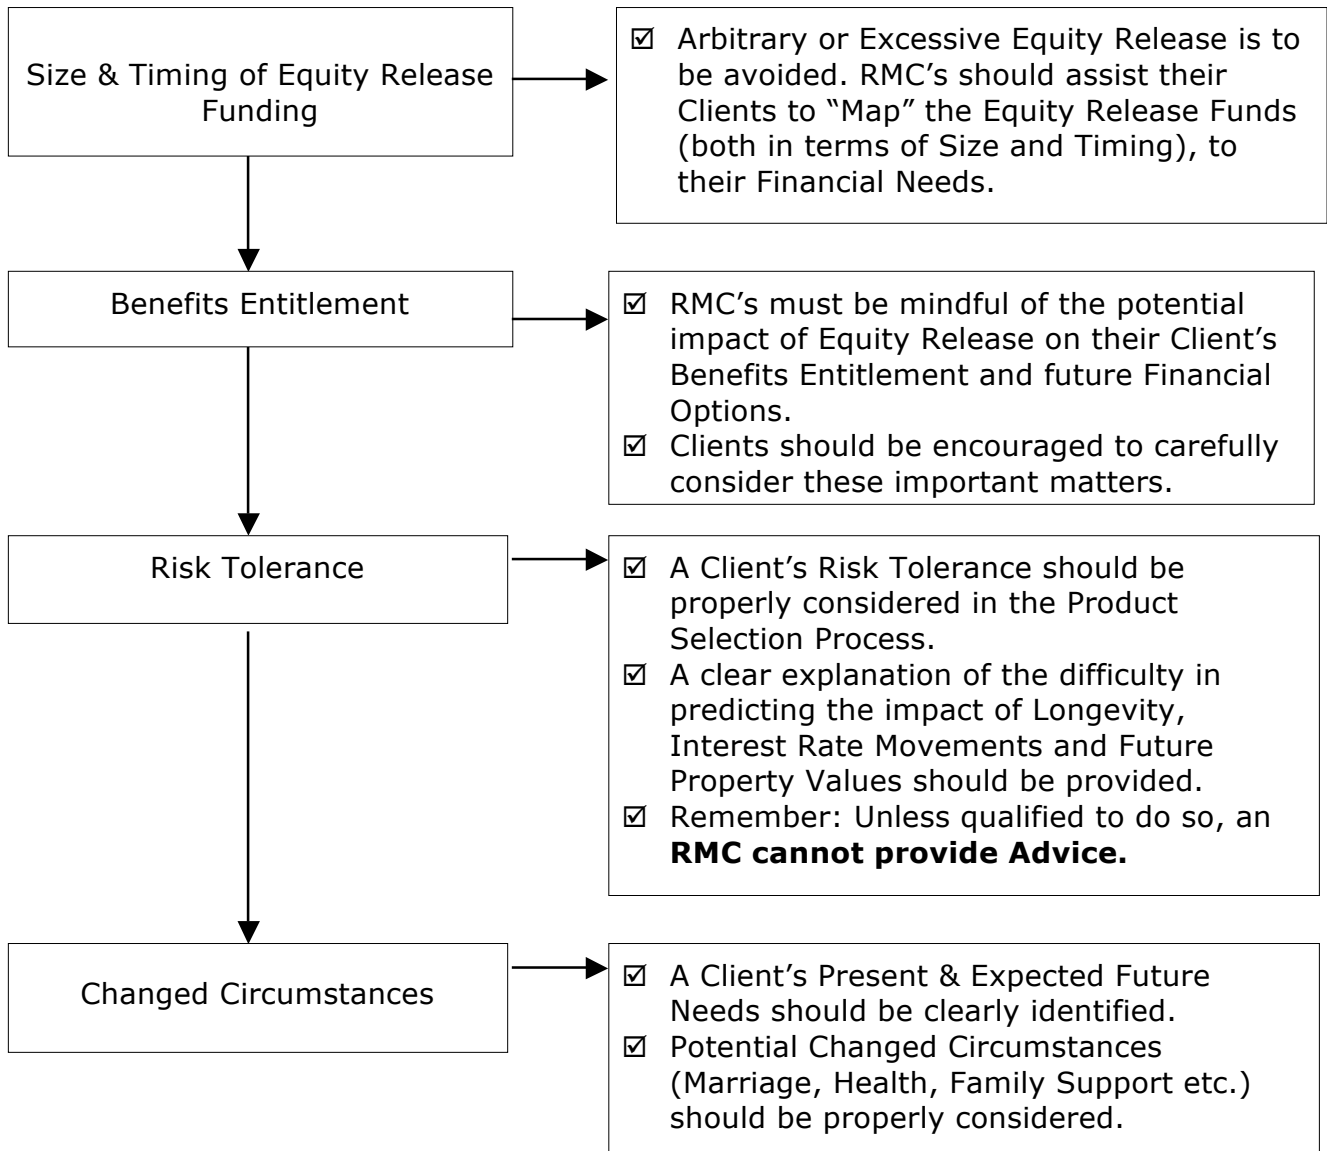 Size & Timing of Equity Release
Funding
☑ Arbitrary or Excessive Equity Release is to
be avoided. RMC’s should assist their
Clients to “Map” the Equity Release Funds
(both in terms of Size and Timing), to
their Financial Needs.
Benefits Entitlement
☑ RMC’s must be mindful of the potential
impact of Equity Release on their Client’s
Benefits Entitlement and future Financial
Options.
☑ Clients should be encouraged to carefully
consider these important matters.
Risk Tolerance
☑ A Client’s Risk Tolerance should be
properly considered in the Product
Selection Process.
☑ A clear explanation of the difficulty in
predicting the impact of Longevity,
Interest Rate Movements and Future
Property Values should be provided.
☑ Remember: Unless qualified to do so, an
RMC cannot provide Advice.
Changed Circumstances
☑ A Client’s Present & Expected Future
Needs should be clearly identified.
☑ Potential Changed Circumstances
(Marriage, Health, Family Support etc.)
should be properly considered.